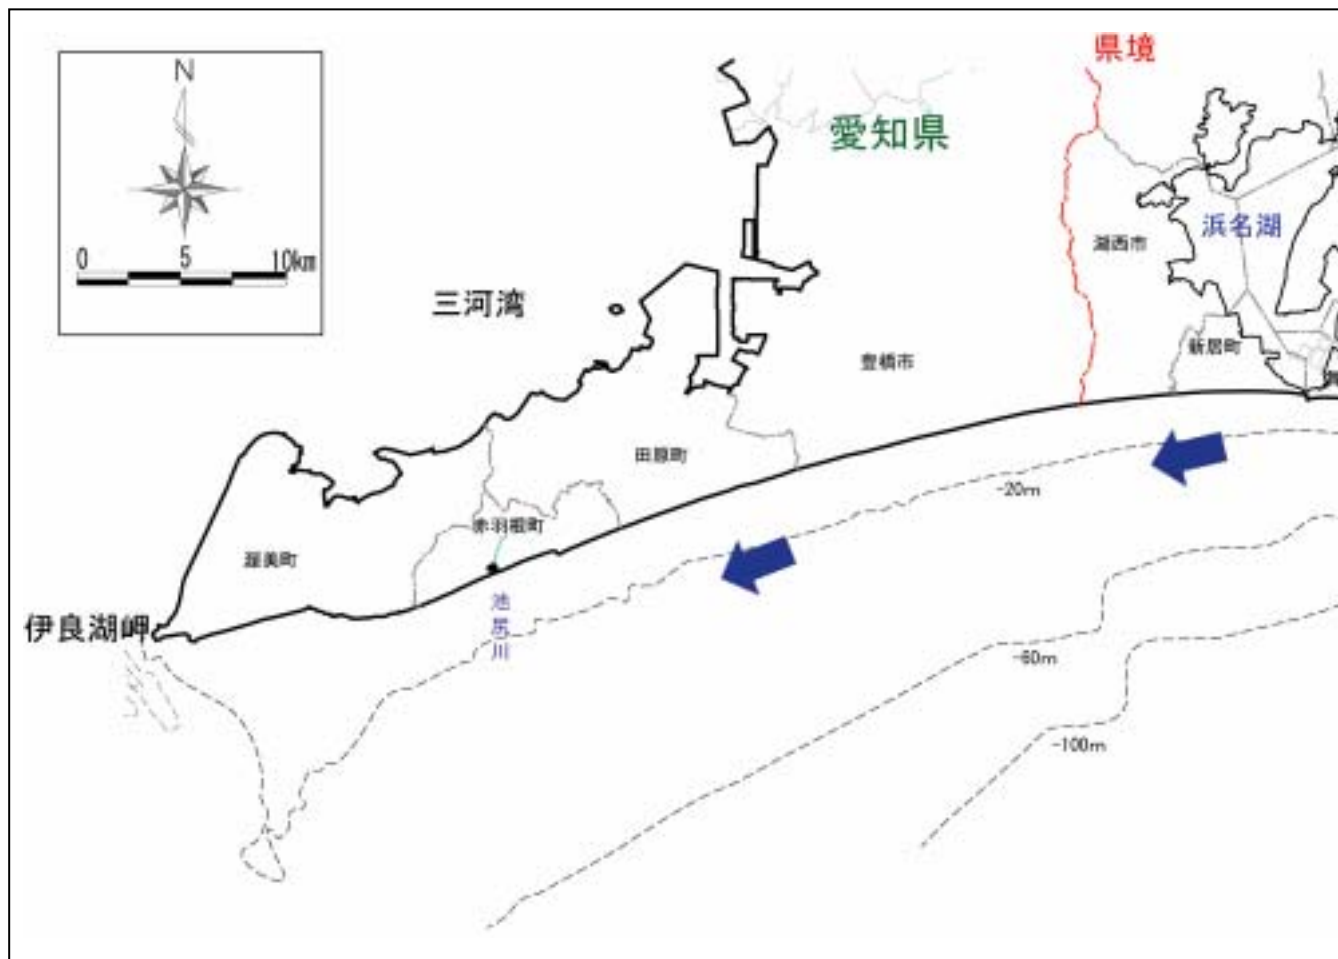 県境
N
愛知県
0 5 10km
浜名湖
湖西市
三河湾
新居町
豊橋市
田原町
-20m
赤羽根町
渥美町
池尻川
伊良湖岬
-60m
-100m